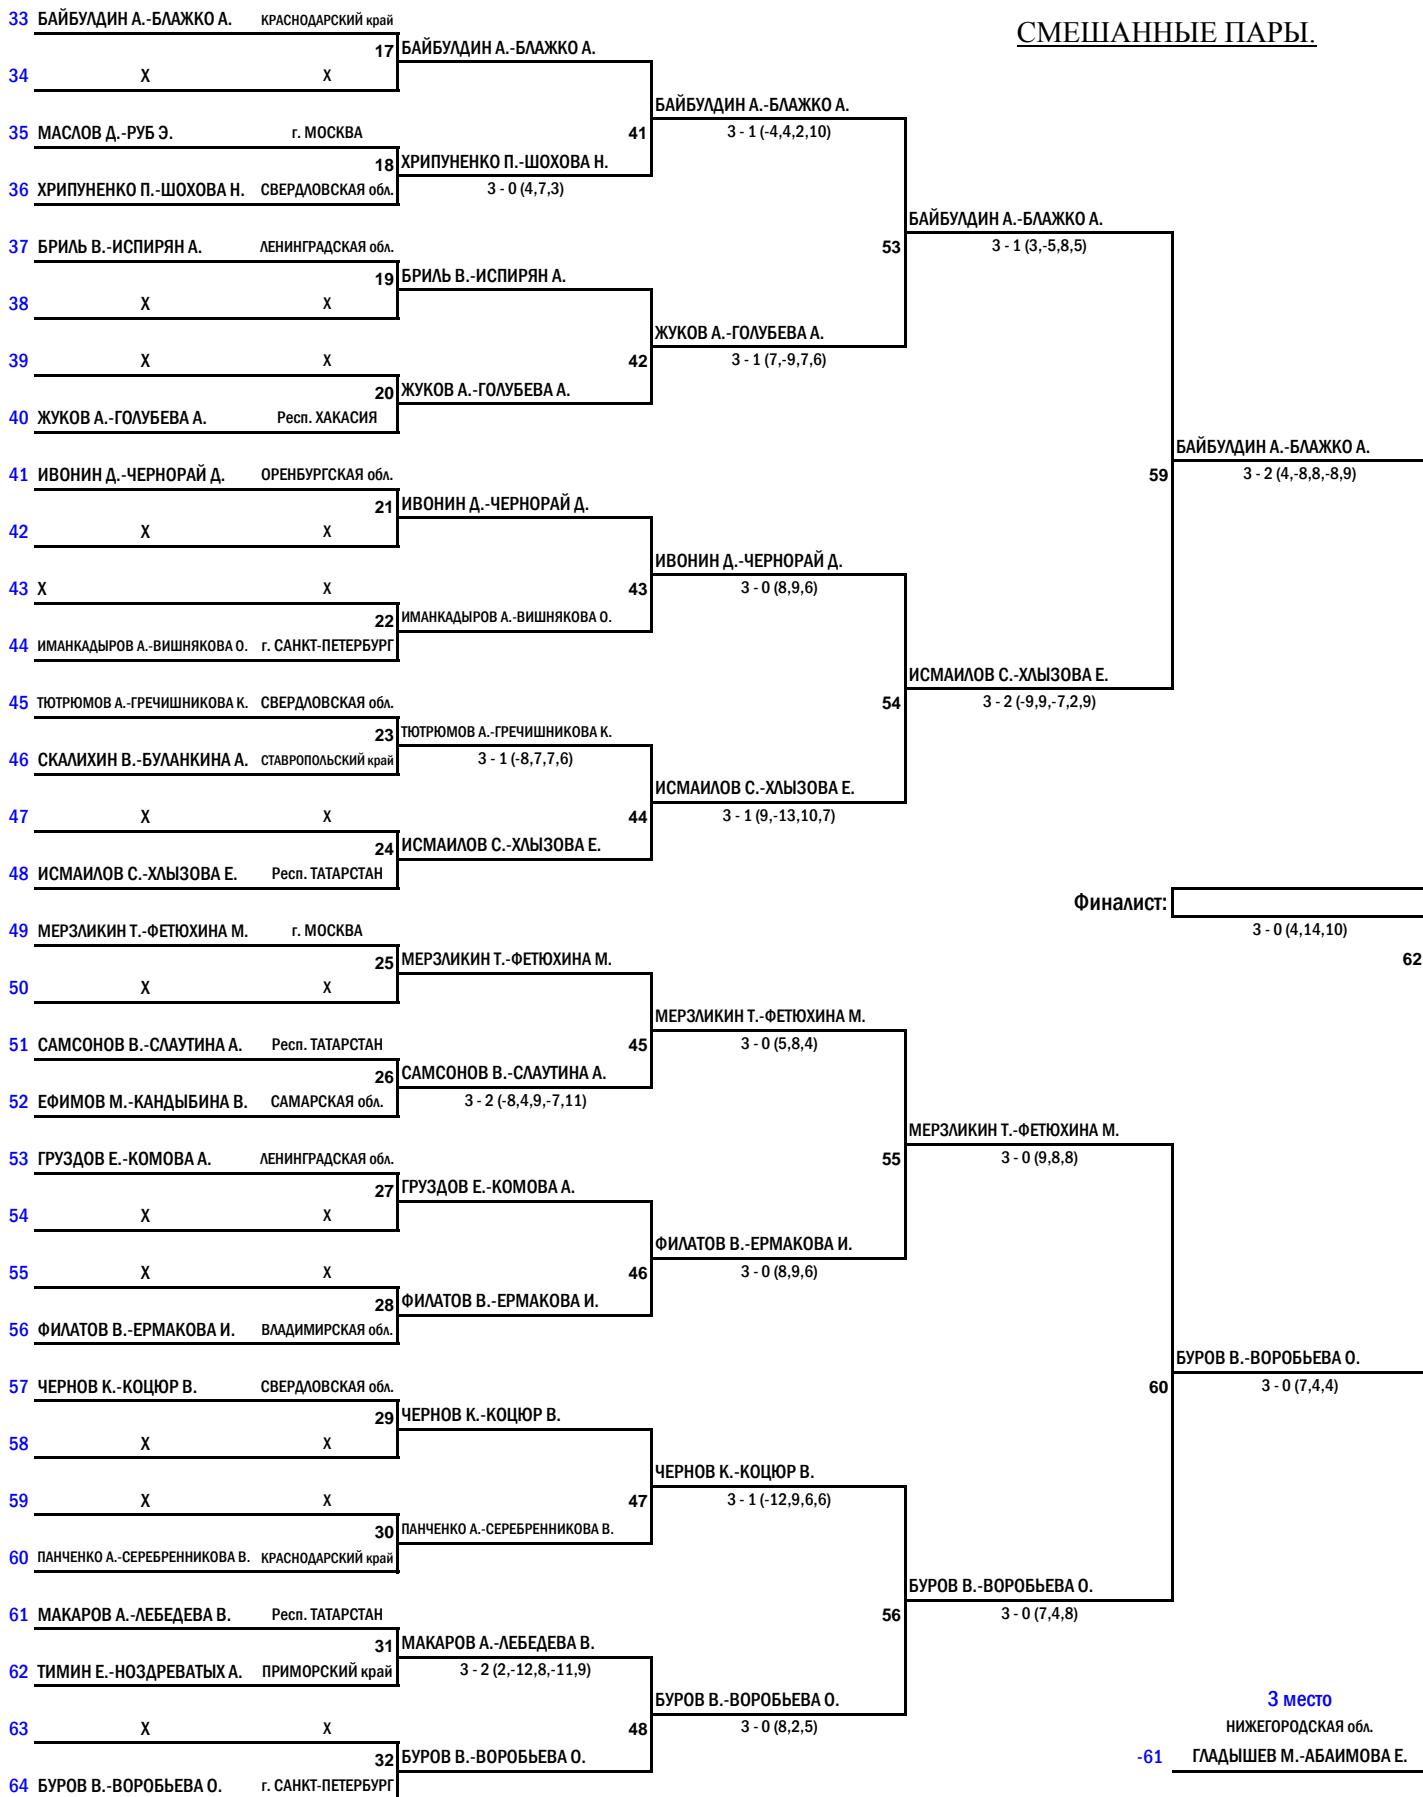 СМЕШАННЫЕ ПАРЫ.
33 БАЙБУЛДИН А.-БЛАЖКО А. КРАСНОДАРСКИЙ край
17 БАЙБУЛДИН А.-БЛАЖКО А.
34 X X
БАЙБУЛДИН А.-БЛАЖКО А.
35 МАСЛОВ Д.-РУБ Э. г. МОСКВА 41 3 - 1 (-4,4,2,10)
18 ХРИПУНЕНКО П.-ШОХОВА Н.
36 ХРИПУНЕНКО П.-ШОХОВА Н. СВЕРДЛОВСКАЯ обл. 3 - 0 (4,7,3)
БАЙБУЛДИН А.-БЛАЖКО А.
37 БРИЛЬ В.-ИСПИРЯН А. ЛЕНИНГРАДСКАЯ обл. 53 3 - 1 (3,-5,8,5)
19 БРИЛЬ В.-ИСПИРЯН А.
38 X X
ЖУКОВ А.-ГОЛУБЕВА А.
39 X X 42 3 - 1 (7,-9,7,6)
20 ЖУКОВ А.-ГОЛУБЕВА А.
40 ЖУКОВ А.-ГОЛУБЕВА А. Респ. ХАКАСИЯ
БАЙБУЛДИН А.-БЛАЖКО А.
41 ИВОНИН Д.-ЧЕРНОРАЙ Д. ОРЕНБУРГСКАЯ обл. 59 3 - 2 (4,-8,8,-8,9)
21 ИВОНИН Д.-ЧЕРНОРАЙ Д.
42 X X
ИВОНИН Д.-ЧЕРНОРАЙ Д.
43 X X 43 3 - 0 (8,9,6)
22 ИМАНКАДЫРОВ А.-ВИШНЯКОВА О.
44 ИМАНКАДЫРОВ А.-ВИШНЯКОВА О. г. САНКТ-ПЕТЕРБУРГ
ИСМАИЛОВ С.-ХЛЫЗОВА Е.
45 ТЮТРЮМОВ А.-ГРЕЧИШНИКОВА К. СВЕРДЛОВСКАЯ обл. 54 3 - 2 (-9,9,-7,2,9)
23 ТЮТРЮМОВ А.-ГРЕЧИШНИКОВА К.
46 СКАЛИХИН В.-БУЛАНКИНА А. СТАВРОПОЛЬСКИЙ край 3 - 1 (-8,7,7,6)
ИСМАИЛОВ С.-ХЛЫЗОВА Е.
47 X X 44 3 - 1 (9,-13,10,7)
24 ИСМАИЛОВ С.-ХЛЫЗОВА Е.
48 ИСМАИЛОВ С.-ХЛЫЗОВА Е. Респ. ТАТАРСТАН
Финалист:
49 МЕРЗЛИКИН Т.-ФЕТЮХИНА М. г. МОСКВА 3 - 0 (4,14,10)
25 МЕРЗЛИКИН Т.-ФЕТЮХИНА М. 62
50 X X
МЕРЗЛИКИН Т.-ФЕТЮХИНА М.
51 САМСОНОВ В.-СЛАУТИНА А. Респ. ТАТАРСТАН 45 3 - 0 (5,8,4)
26 САМСОНОВ В.-СЛАУТИНА А.
52 ЕФИМОВ М.-КАНДЫБИНА В. САМАРСКАЯ обл. 3 - 2 (-8,4,9,-7,11)
МЕРЗЛИКИН Т.-ФЕТЮХИНА М.
53 ГРУЗДОВ Е.-КОМОВА А. ЛЕНИНГРАДСКАЯ обл. 55 3 - 0 (9,8,8)
27 ГРУЗДОВ Е.-КОМОВА А.
54 X X
ФИЛАТОВ В.-ЕРМАКОВА И.
55 X X 46 3 - 0 (8,9,6)
28 ФИЛАТОВ В.-ЕРМАКОВА И.
56 ФИЛАТОВ В.-ЕРМАКОВА И. ВЛАДИМИРСКАЯ обл.
БУРОВ В.-ВОРОБЬЕВА О.
57 ЧЕРНОВ К.-КОЦЮР В. СВЕРДЛОВСКАЯ обл. 60 3 - 0 (7,4,4)
29 ЧЕРНОВ К.-КОЦЮР В.
58 X X
ЧЕРНОВ К.-КОЦЮР В.
59 X X 47 3 - 1 (-12,9,6,6)
30 ПАНЧЕНКО А.-СЕРЕБРЕННИКОВА В.
60 ПАНЧЕНКО А.-СЕРЕБРЕННИКОВА В. КРАСНОДАРСКИЙ край
БУРОВ В.-ВОРОБЬЕВА О.
61 МАКАРОВ А.-ЛЕБЕДЕВА В. Респ. ТАТАРСТАН 56 3 - 0 (7,4,8)
31 МАКАРОВ А.-ЛЕБЕДЕВА В.
62 ТИМИН Е.-НОЗДРЕВАТЫХ А. ПРИМОРСКИЙ край 3 - 2 (2,-12,8,-11,9)
БУРОВ В.-ВОРОБЬЕВА О. 3 место
63 X X 48 3 - 0 (8,2,5) НИЖЕГОРОДСКАЯ обл.
32 БУРОВ В.-ВОРОБЬЕВА О. -61 ГЛАДЫШЕВ М.-АБАИМОВА Е.
64 БУРОВ В.-ВОРОБЬЕВА О. г. САНКТ-ПЕТЕРБУРГ